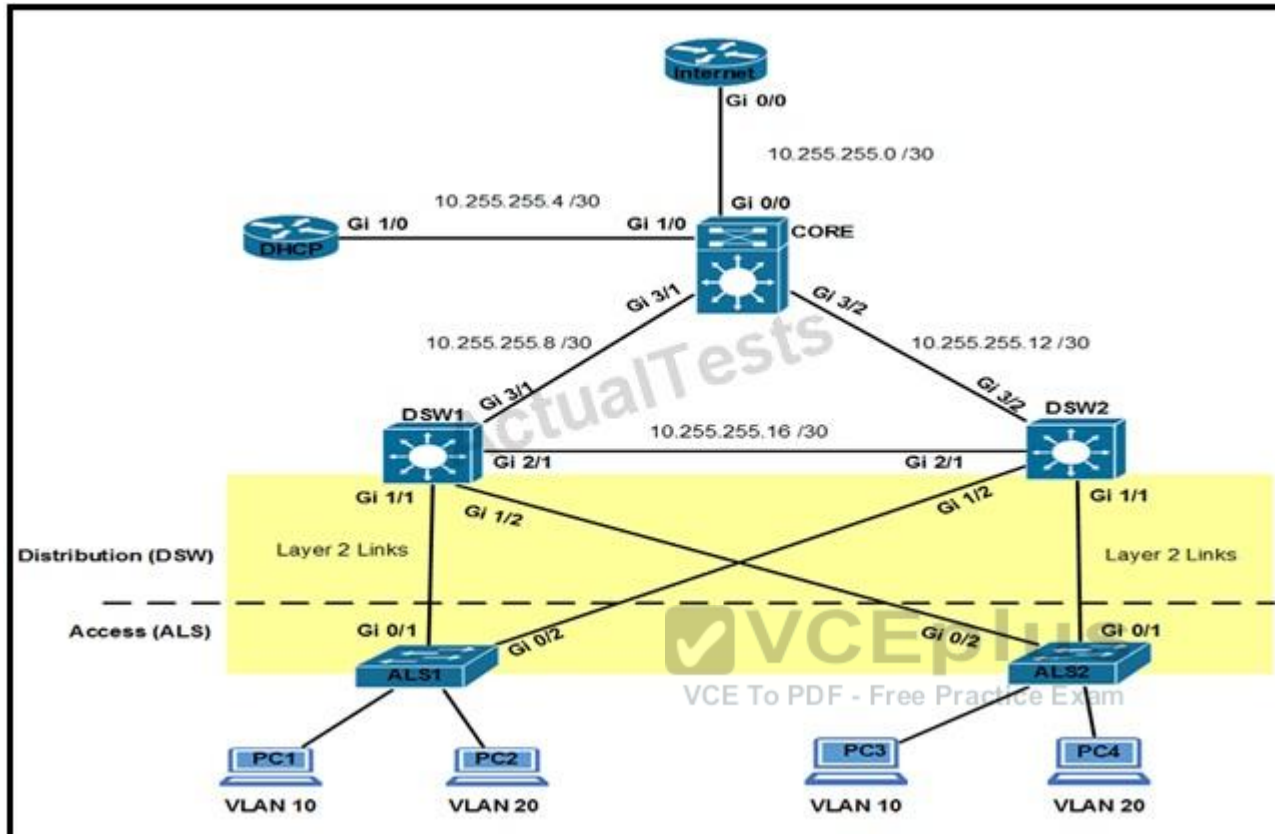 Internet
Gi 0/0
10.255.255.0 /30
10.255.255.4 /30
Gi 0/0
Gi 1/0
Gi 1/0
CORE
DHCP
Gi 3/1
Gi 3/2
10.255.255.8 /30
10.255.255.12 /30
ActualTests
Gi 3/1
Gi 3/2
DSW1
DSW2
10.255.255.16 /30
Gi 2/1
Gi 2/1
Gi 1/1
Gi 1/2
Gi 1/2
Gi 1/1
Distribution (DSW)
Layer 2 Links
Layer 2 Links
Access (ALS)
Gi 0/1
Gi 0/2
Gi 0/2
Gi 0/1
VCEplus
VCE To PDF - Free Practice Exam
ALS1
ALS2
PC1
PC2
PC3
PC4
VLAN 10
VLAN 20
VLAN 10
VLAN 20